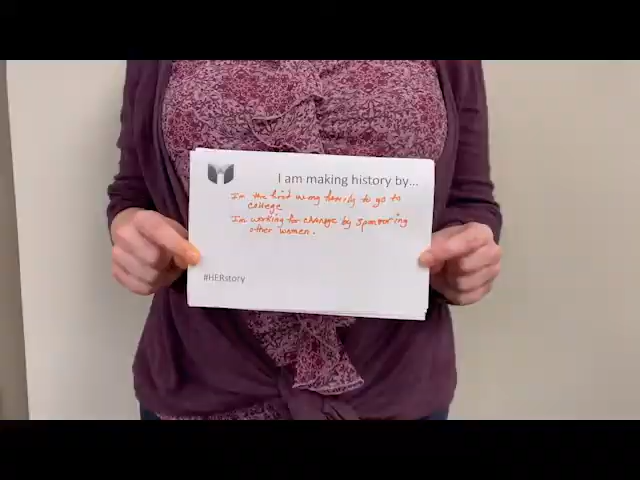 I am making history by...
I'm the first in my family to go to
college
I'm working for change by sponsoring
other women.
#HERstory